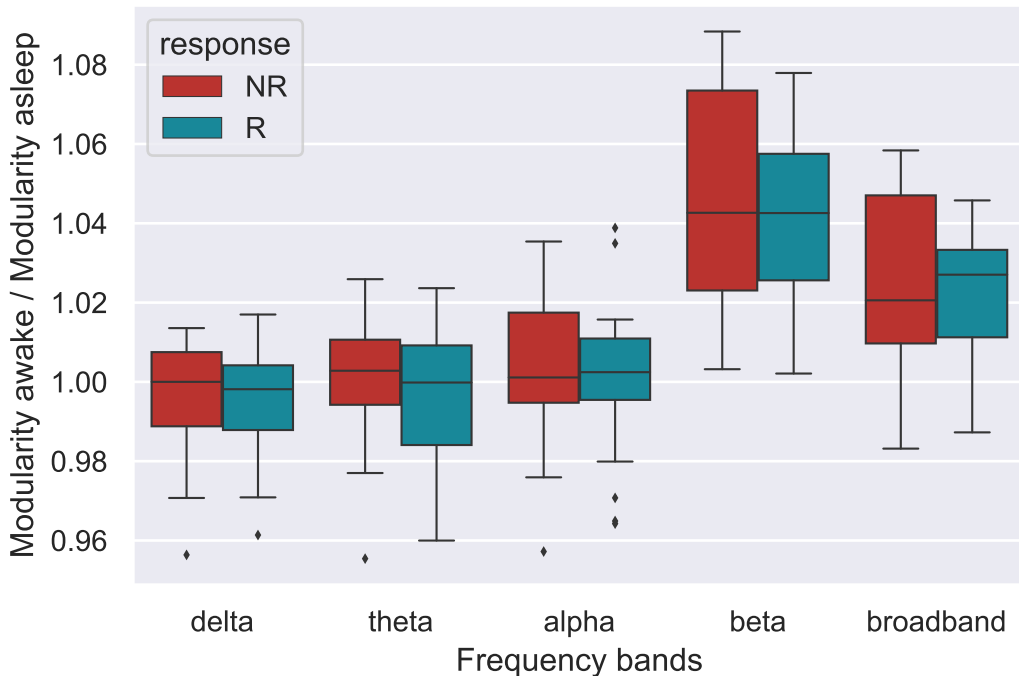 response
NR
R
Modularity awake / Modularity asleep
1.08
1.06
1.04
1.02
1.00
0.98
0.96
delta theta alpha beta broadband
Frequency bands